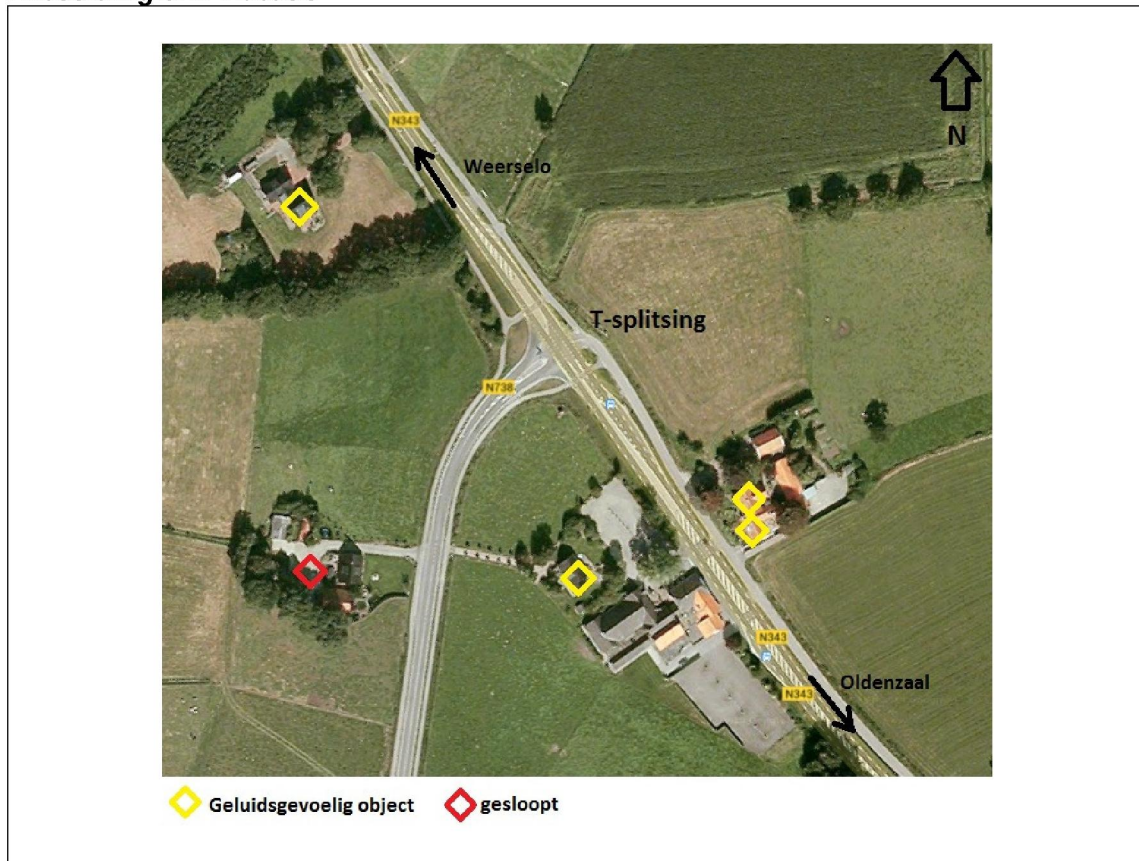 N
N343
Weerselo
T-splitsing
N738
N343
Oldenzaal
N343
Geluidsgevoelig object
gesloopt